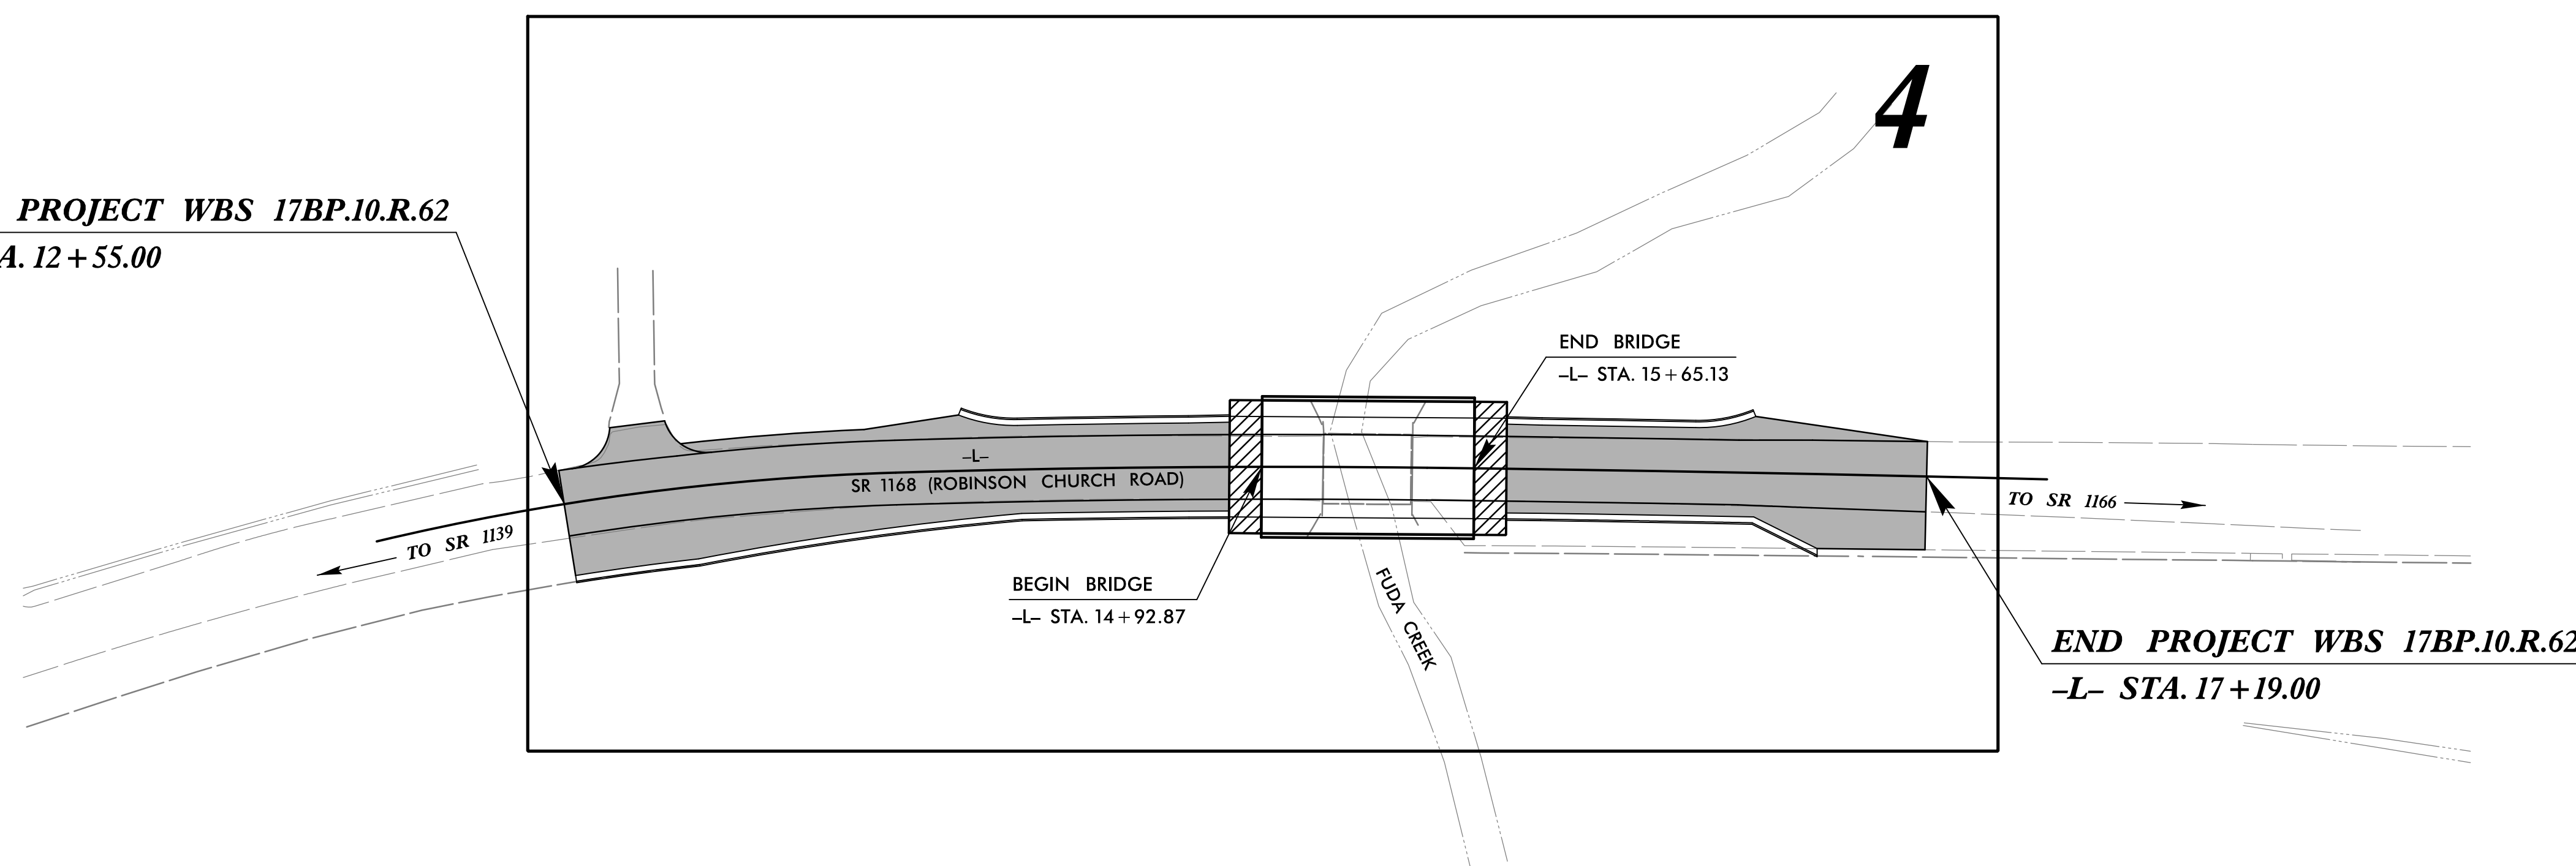 4
PROJECT WBS 17BP.10.R.62
A. 12+55.00
END BRIDGE
–L– STA. 15+65.13
–L–
SR 1168 (ROBINSON CHURCH ROAD)
TO SR 1139
TO SR 1166
BEGIN BRIDGE
–L– STA. 14+92.87
FUDA CREEK
END PROJECT WBS 17BP.10.R.62
–L– STA. 17+19.00